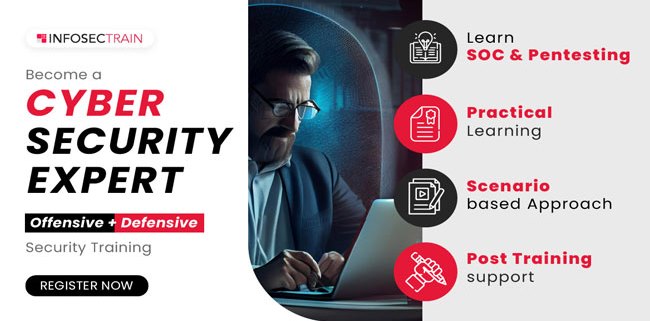 INFOSECTRAIN
Become a
CYBER
SECURITY
EXPERT
Offensive + Defensive
Security Training
REGISTER NOW
Learn
SOC & Pentesting
Practical
Learning
Scenario
based Approach
Post Training
support